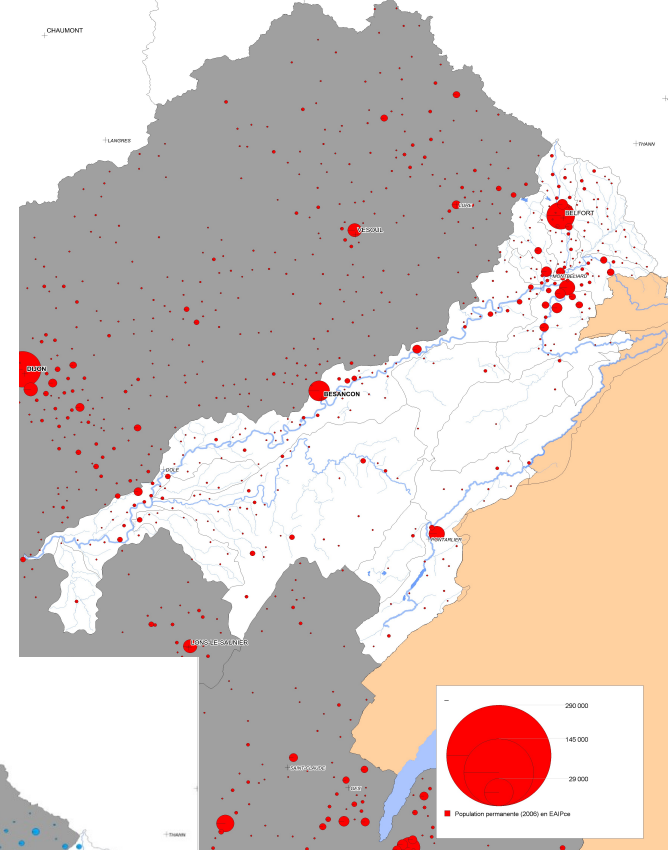 CHAUMONT
LANGRES
THANN
LURE
BELFORT
VESOUL
MONTBELIARD
DIJON
BESANCON
DOLE
PONTARLIER
LONS-LE-SAUNIER
290 000
145 000
29 000
SAINT-CLAUDE
GEX
Population permanente (2006) en EAIPce